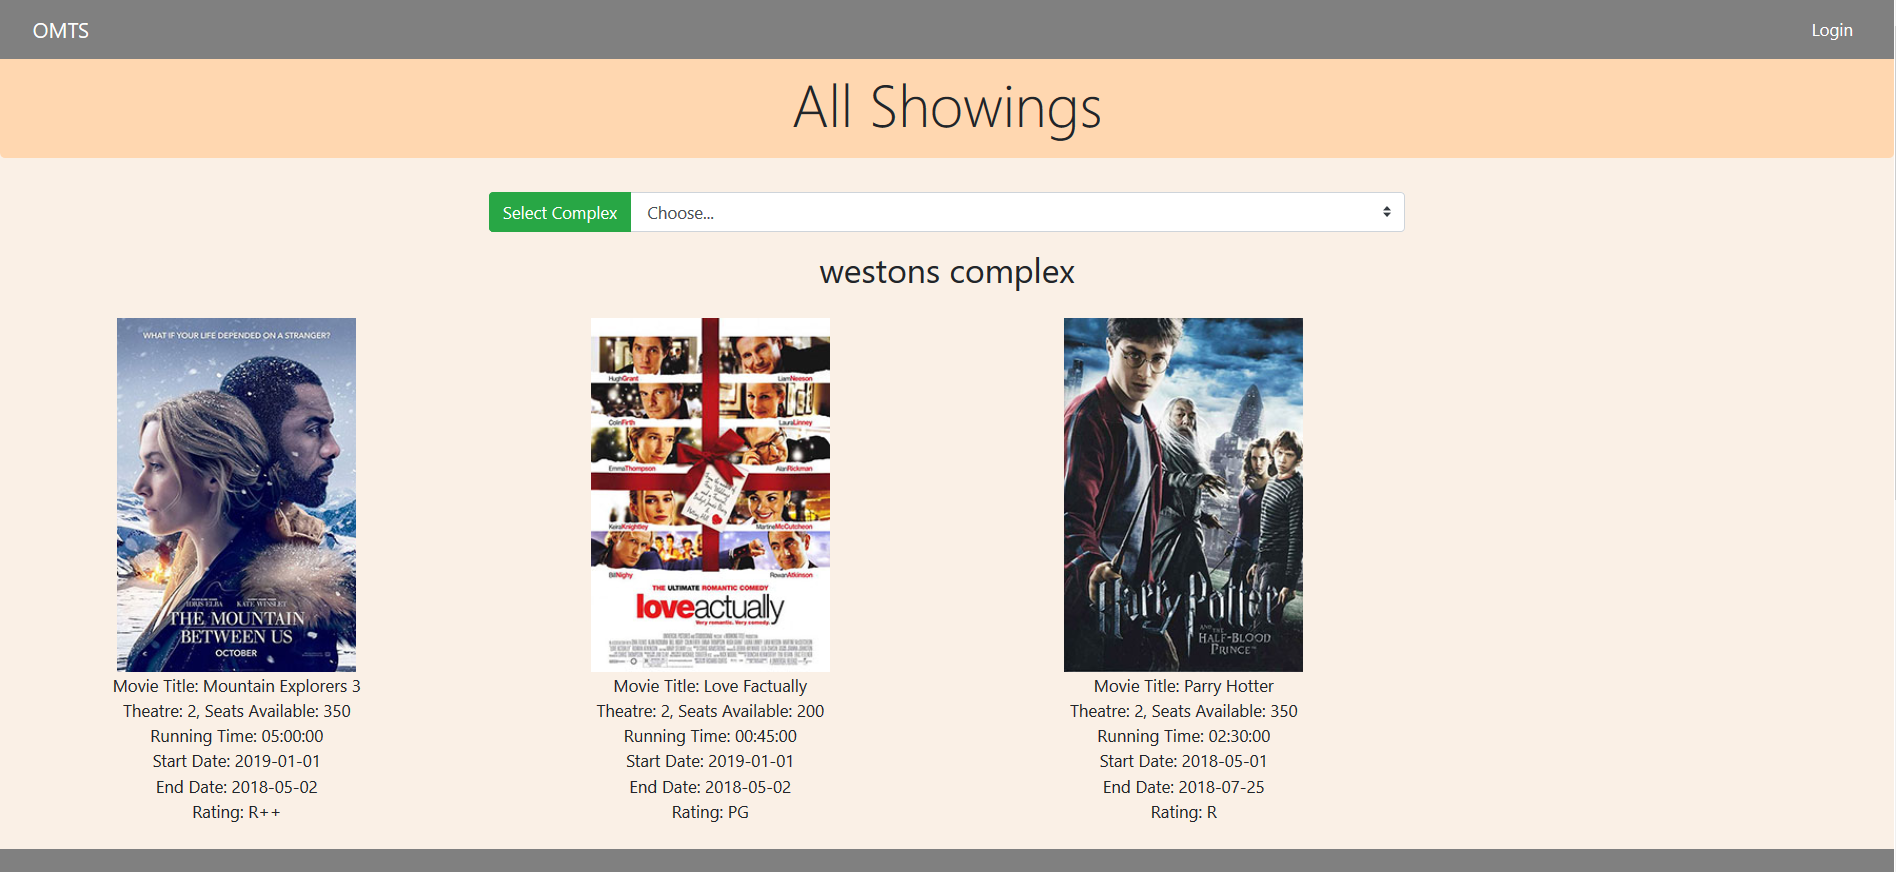 OMTS
Login
All Showings
Select Complex
Choose...
westons complex
WHAT IF YOUR LIFE DEPENDED ON A STRANGER?
IDRIS ELBA KATE WINSLET
THE MOUNTAIN
BETWEEN US
OCTOBER
Movie Title: Mountain Explorers 3
Theatre: 2, Seats Available: 350
Running Time: 05:00:00
Start Date: 2019-01-01
End Date: 2018-05-02
Rating: R++
HughGrant LiamNeeson
ColinFirth LauraLinney
EmmaThompson AlanRickman
KeiraKnightley MartineMcCutcheon
BillNighy RowanAtkinson
THE ULTIMATE ROMANTIC COMEDY
loveactually
Very romantic. Very comedy.
Movie Title: Love Factually
Theatre: 2, Seats Available: 200
Running Time: 00:45:00
Start Date: 2019-01-01
End Date: 2018-05-02
Rating: PG
Harry Potter
AND THE
HALF-BLOOD
PRINCE
Movie Title: Parry Hotter
Theatre: 2, Seats Available: 350
Running Time: 02:30:00
Start Date: 2018-05-01
End Date: 2018-07-25
Rating: R